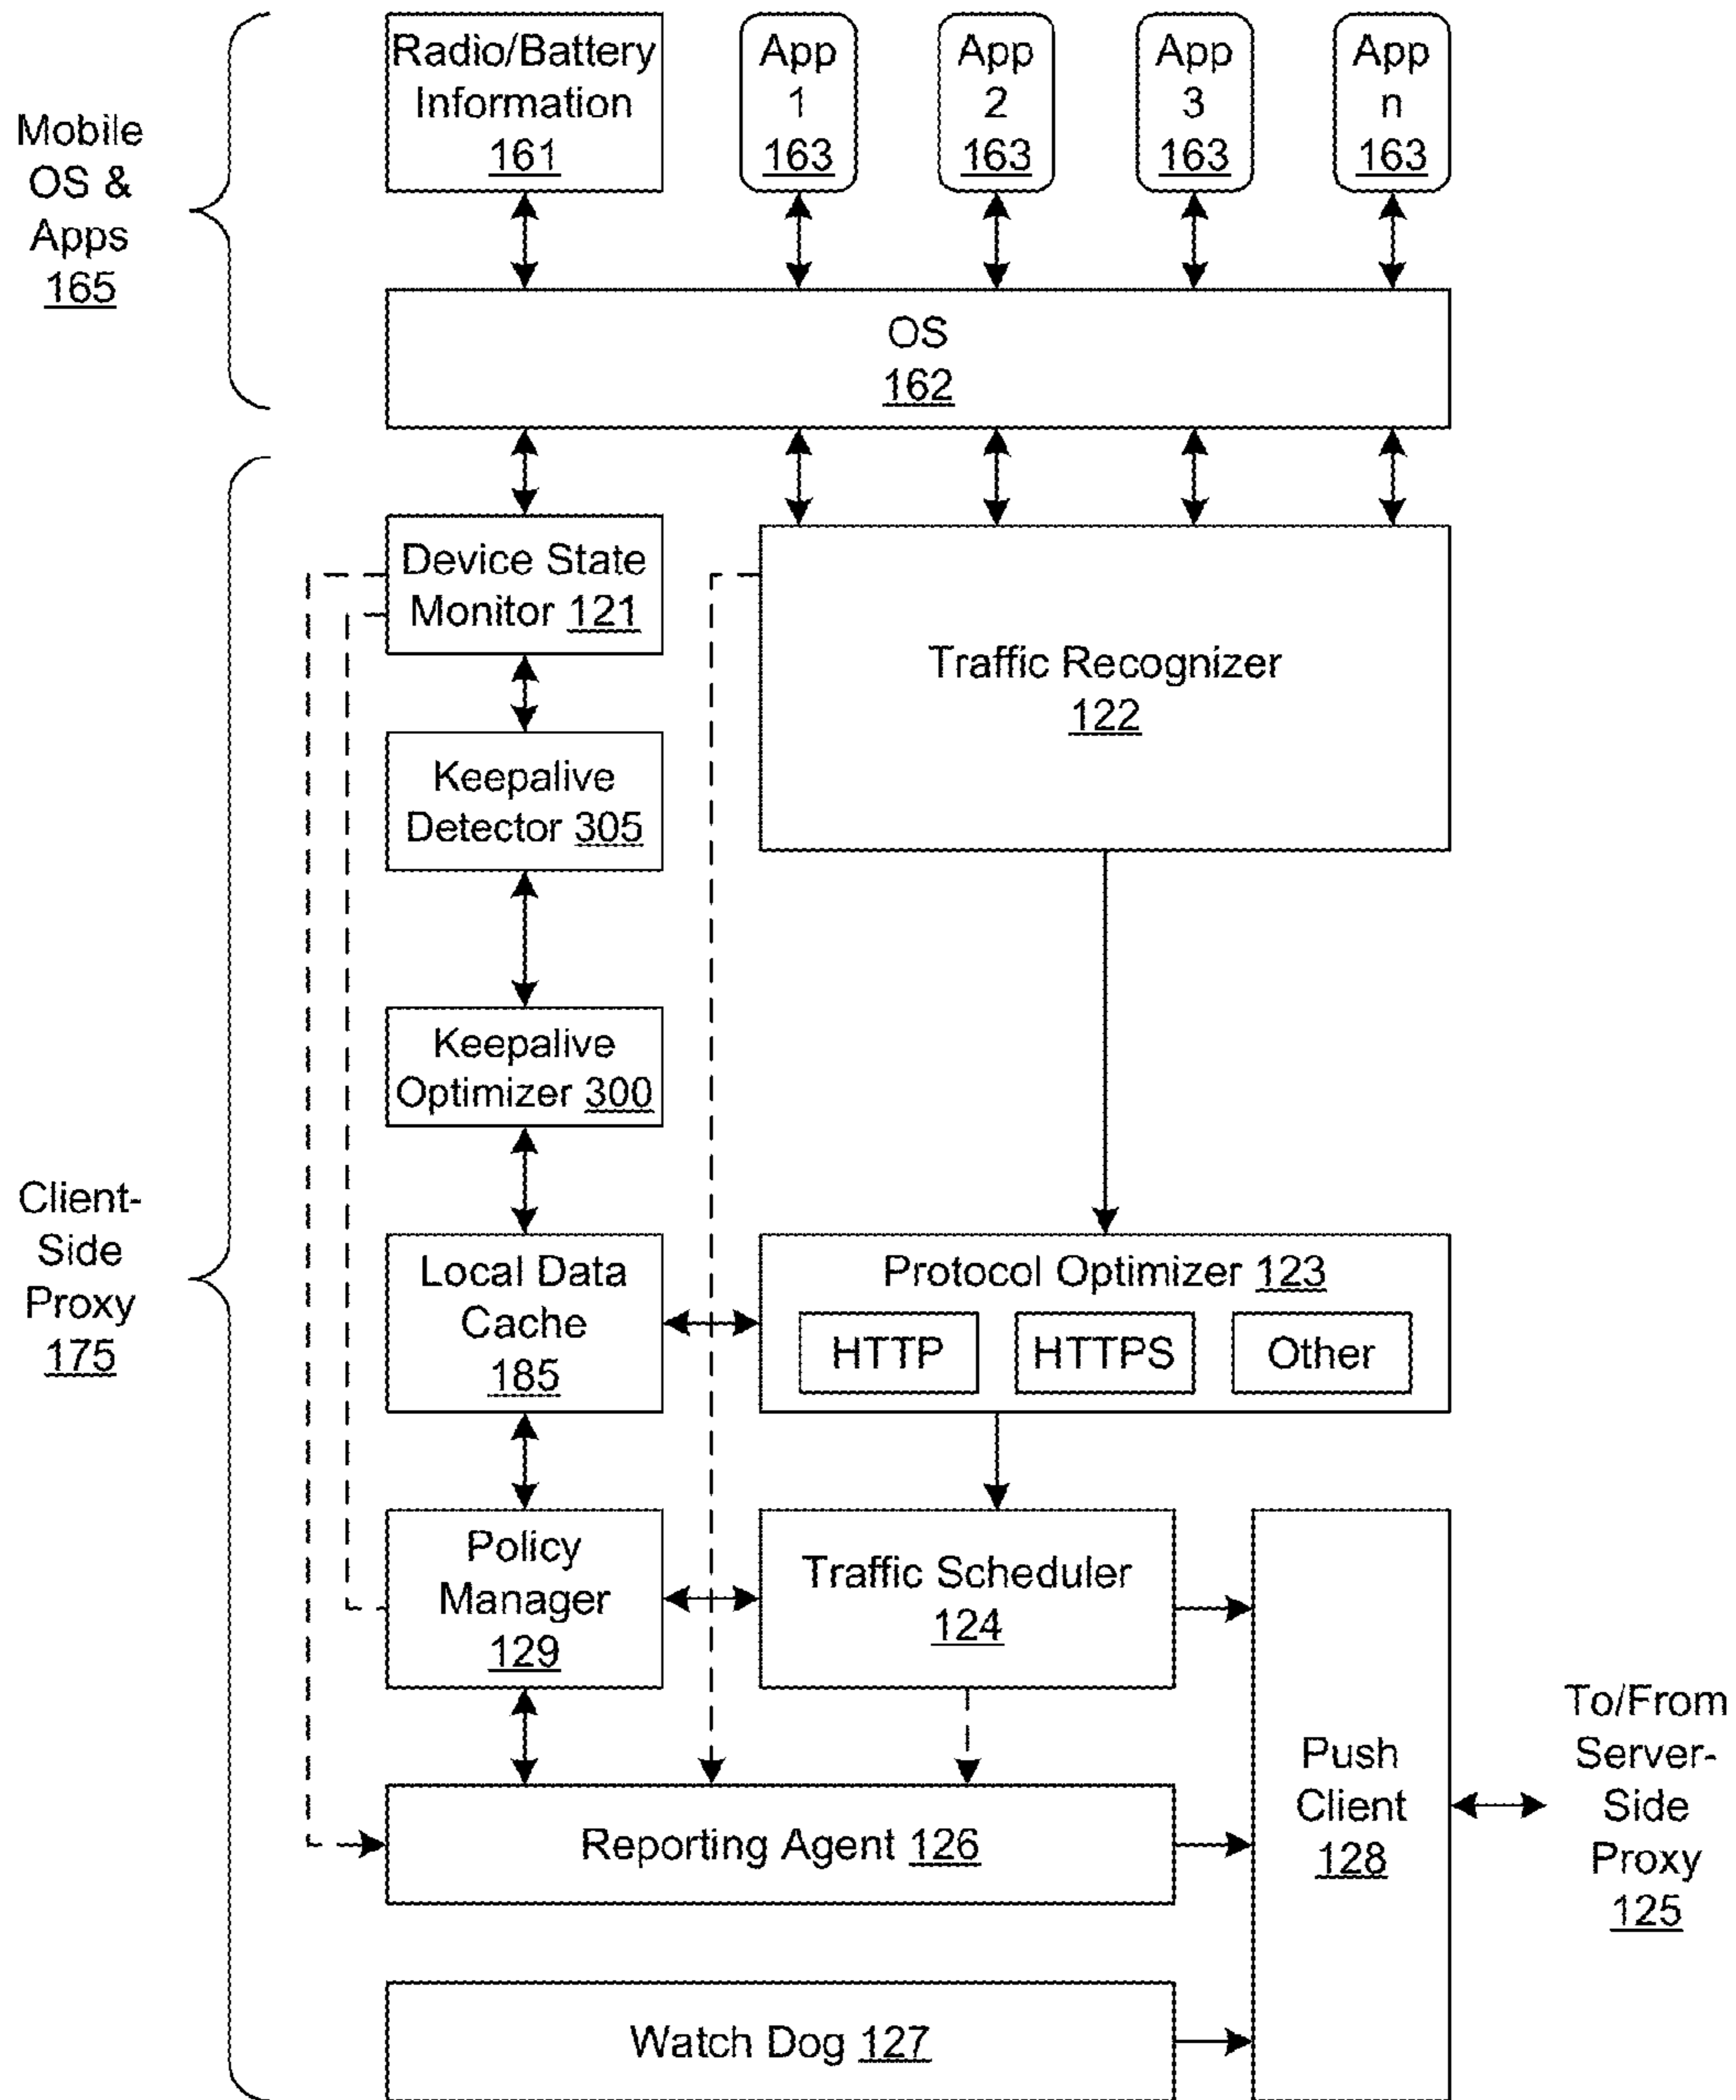 Mobile
OS &
Apps
165
Radio/Battery
Information
161
App
1
163
App
2
163
App
3
163
App
n
163
OS
162
Client-
Side
Proxy
175
Device State
Monitor 121
Traffic Recognizer
122
Keepalive
Detector 305
Keepalive
Optimizer 300
Local Data
Cache
185
Protocol Optimizer 123
HTTP
HTTPS
Other
Policy
Manager
129
Traffic Scheduler
124
Reporting Agent 126
Watch Dog 127
Push
Client
128
To/From
Server-
Side
Proxy
125